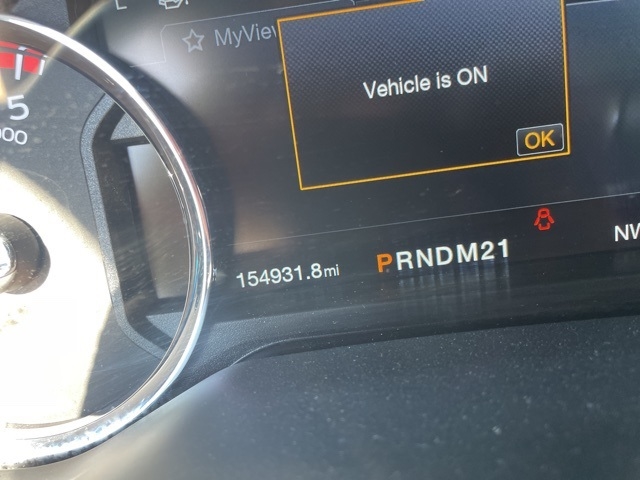 L
MyView
Vehicle is ON
OK
5
NW
154931.8mi
PRNDM21